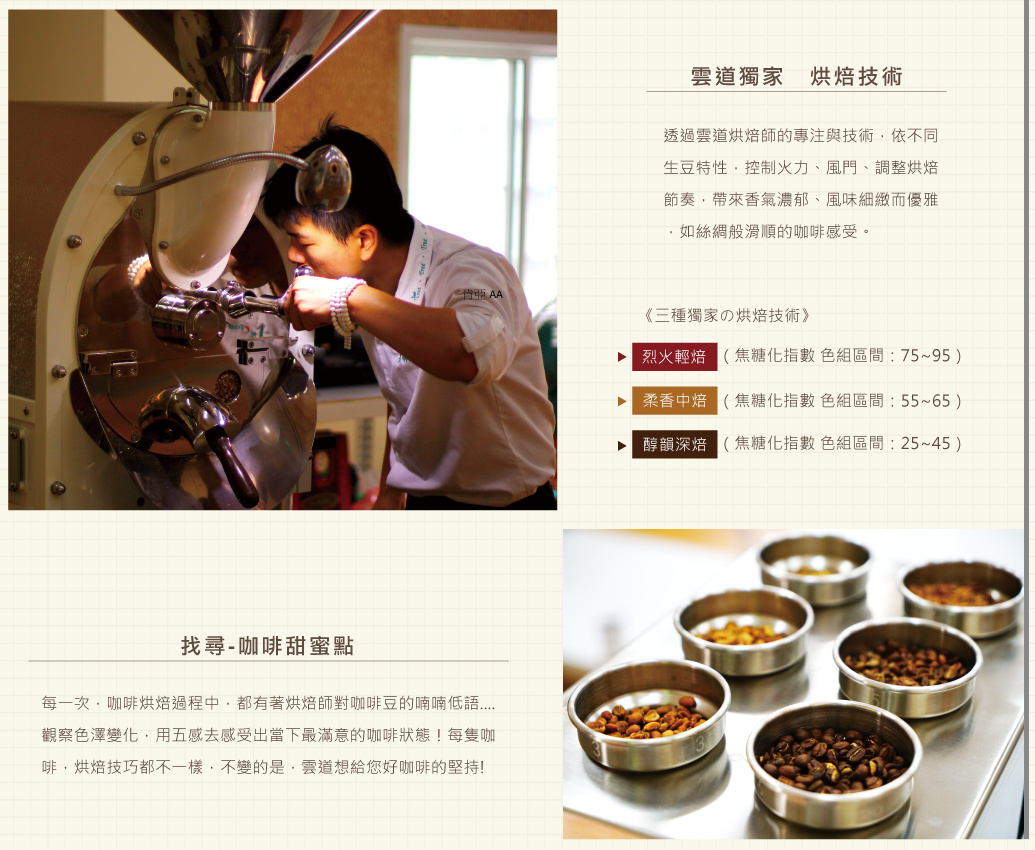 雲道獨家　烘焙技術
透過雲道烘焙師的專注與技術，依不同
生豆特性，控制火力、風門、調整烘焙
節奏，帶來香氣濃郁、風味細緻而優雅
，如絲綢般滑順的咖啡感受。
肯亞 AA
《三種獨家の烘焙技術》
烈火輕焙 ( 焦糖化指數 色組區間：75~95 )
柔香中焙 ( 焦糖化指數 色組區間：55~65 )
醇韻深焙 ( 焦糖化指數 色組區間：25~45 )
找尋-咖啡甜蜜點
每一次，咖啡烘焙過程中，都有著烘焙師對咖啡豆的喃喃低語....
觀察色澤變化，用五感去感受出當下最滿意的咖啡狀態！每隻咖
啡，烘焙技巧都不一樣，不變的是，雲道想給您好咖啡的堅持!